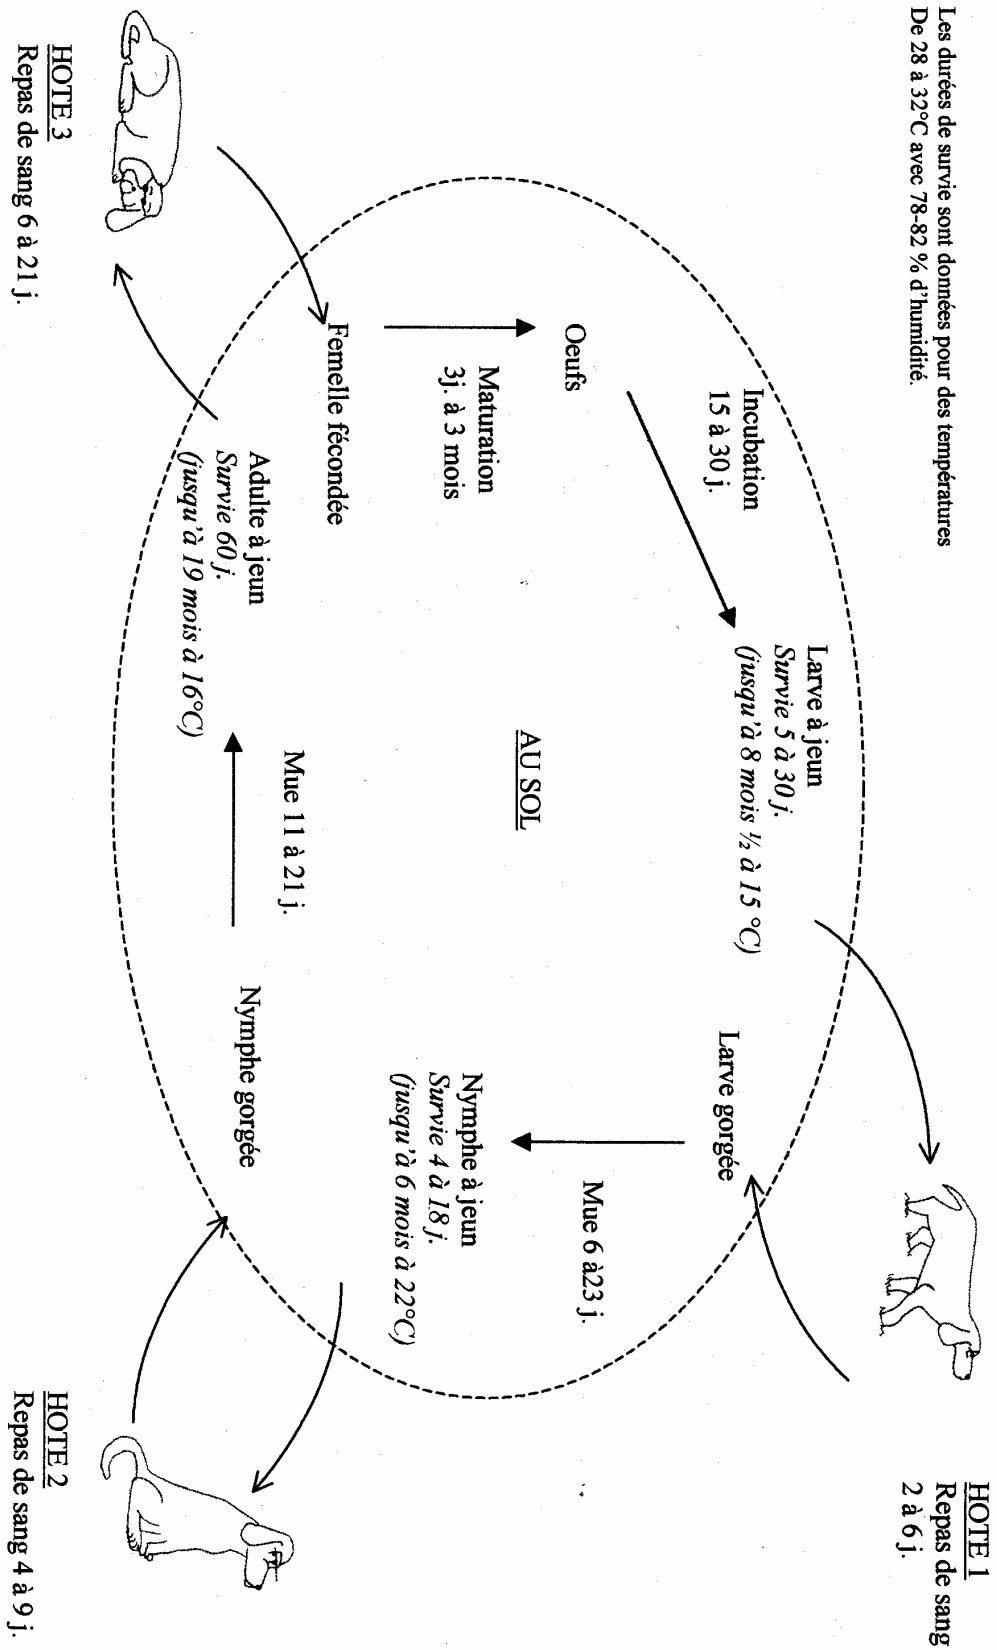 Les durées de survie sont données pour des températures
De 28 à 32°C avec 78-82 % d'humidité.
HOTE 1
Repas de sang
2 à 6 j.
Incubation
15 à 30 j.
Larve à jeun
Survie 5 à 30 j.
(jusqu'à 8 mois ½ à 15 °C)
Larve gorgée
Mue 6 à23 j.
Oeufs
AU SOL
Maturation
3j. à 3 mois
Nymphe à jeun
Survie 4 à 18 j.
(jusqu'à 6 mois à 22°C)
Femelle fécondée
Mue 11 à 21 j.
Adulte à jeun
Survie 60 j.
(jusqu'à 19 mois à 16°C)
Nymphe gorgée
HOTE 3
Repas de sang 6 à 21 j.
HOTE 2
Repas de sang 4 à 9 j.